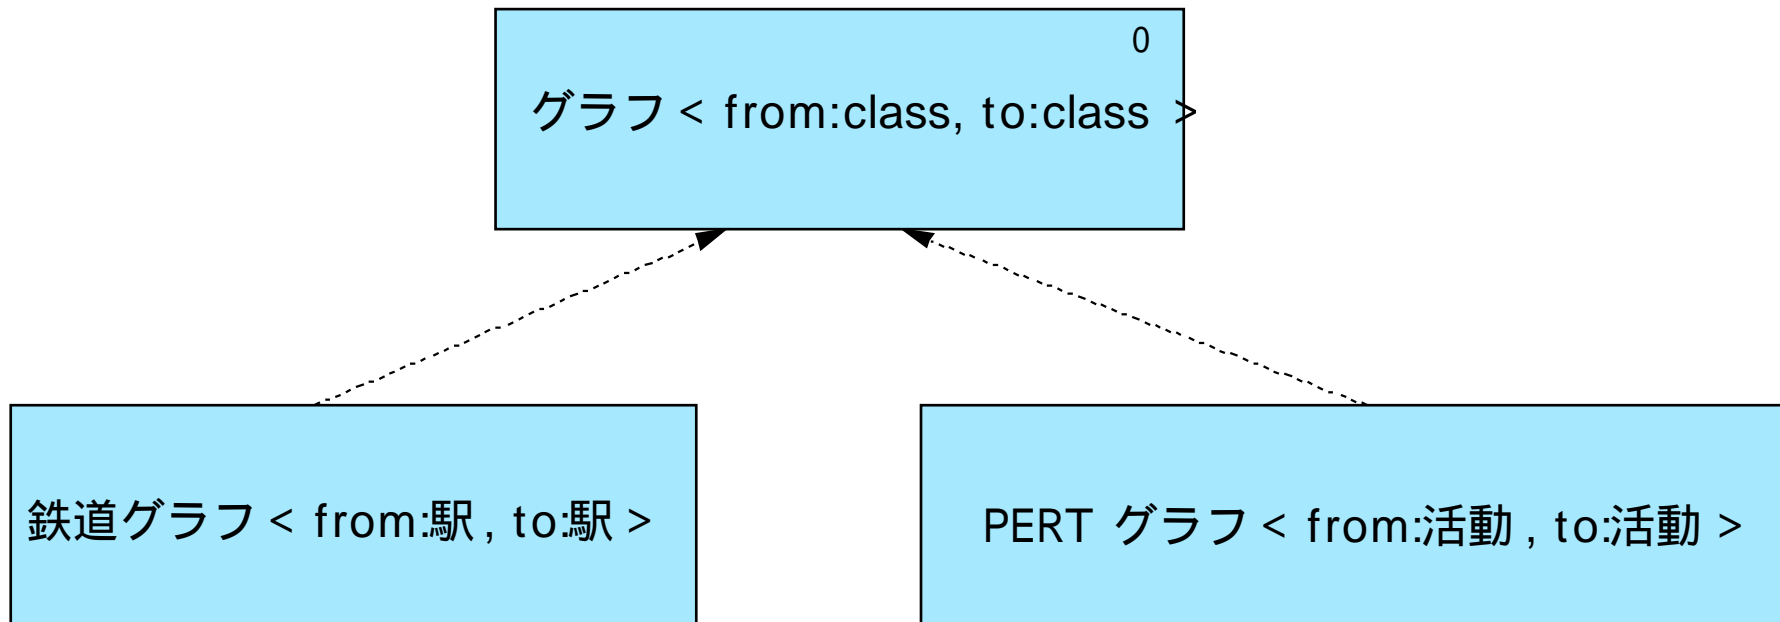 0
グラフ < from:class, to:class >
鉄道グラフ < from:駅, to:駅 >
PERT グラフ < from:活動, to:活動 >